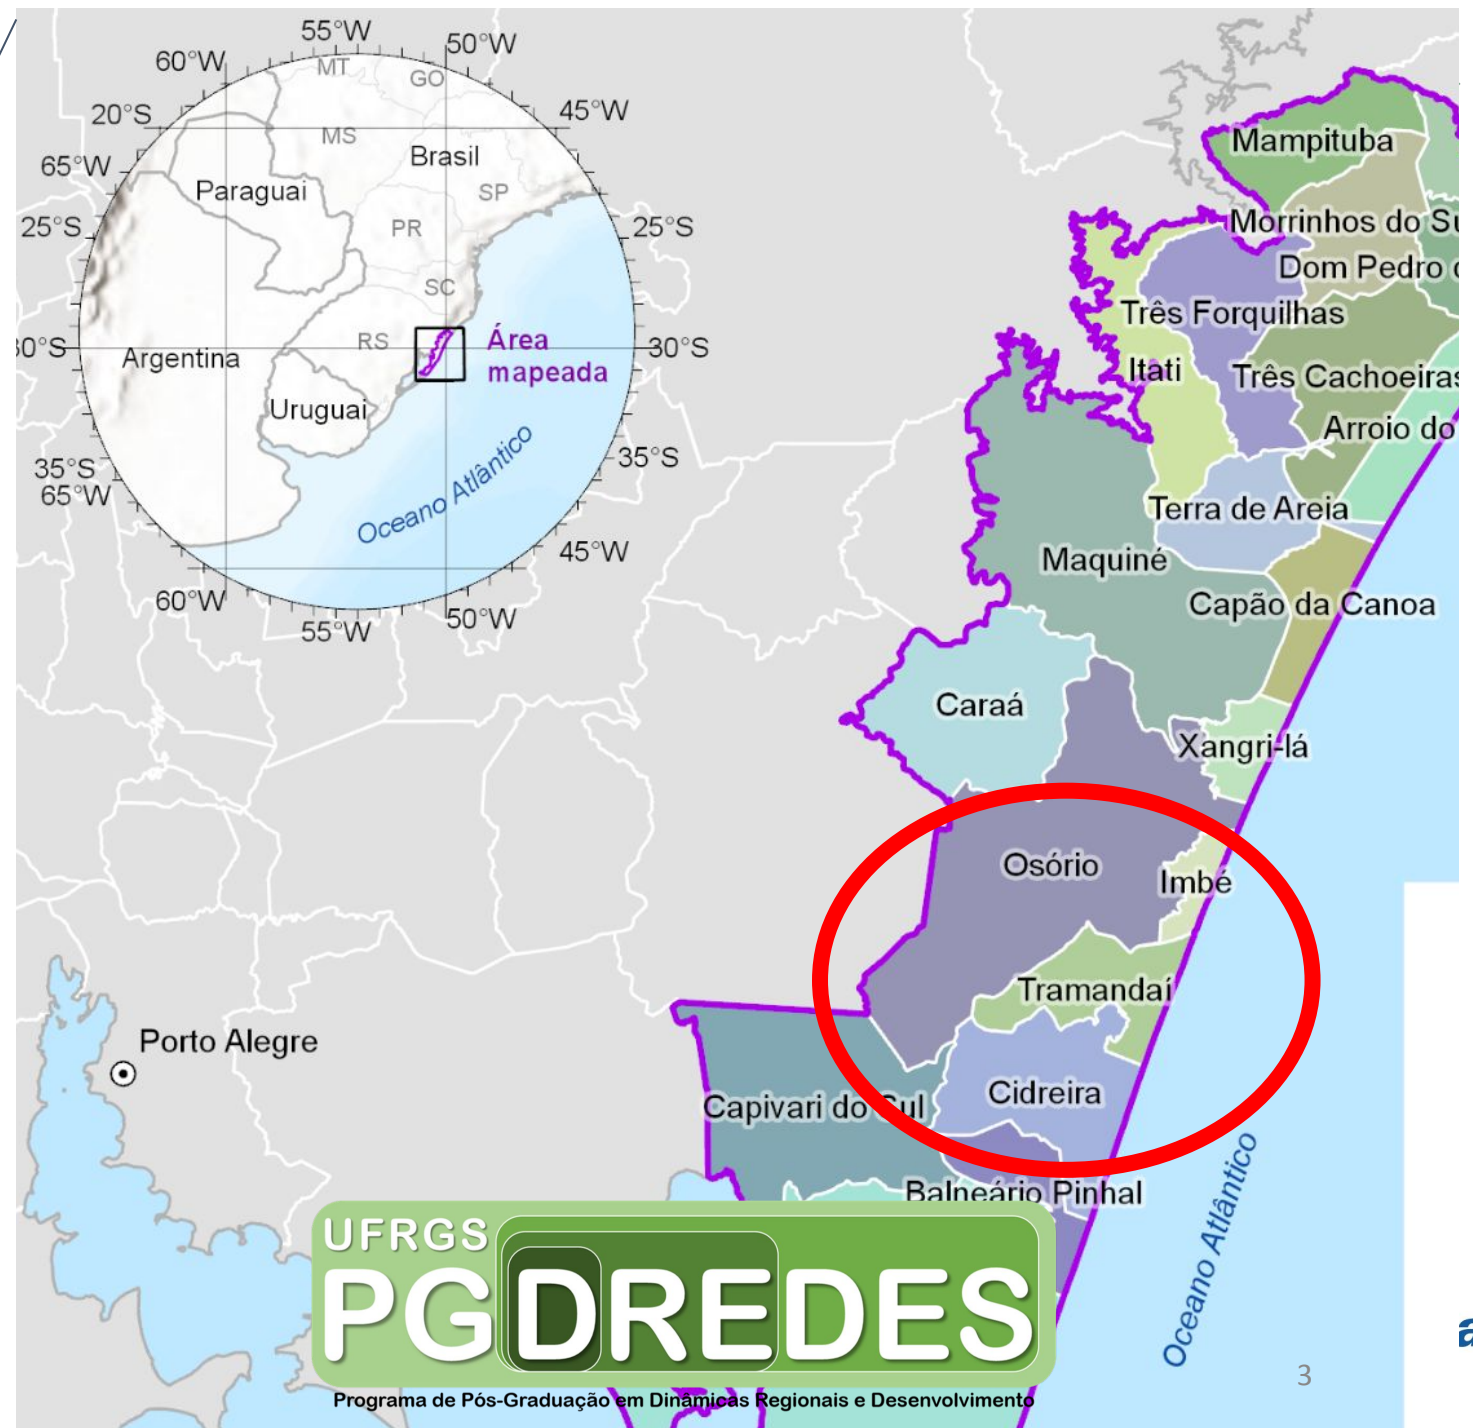 55°W
50°W
60°W
MT
GO
20°S
45°W
MS
Brasil
65°W
Paraguai
SP
25°S
PR
25°S
SC
RS
Área
mapeada
30°S
Argentina
Uruguai
35°S
65°W
35°S
Oceano Atlântico
45°W
60°W
55°W
50°W
Mampituba
Morrinhos do
Dom Pedro
Três Forquilhas
Itati
Três Cachoeiras
Arroio do
Terra de Areia
Maquiné
Capão da Canoa
Caraá
Xangri-lá
Osório
Imbé
Tramandaí
Porto Alegre
Cidreira
Capivari do Sul
Balneário Pinhal
Oceano Atlântico
UFRGS
PGDREDES
Programa de Pós-Graduação em Dinâmicas Regionais e Desenvolvimento
3